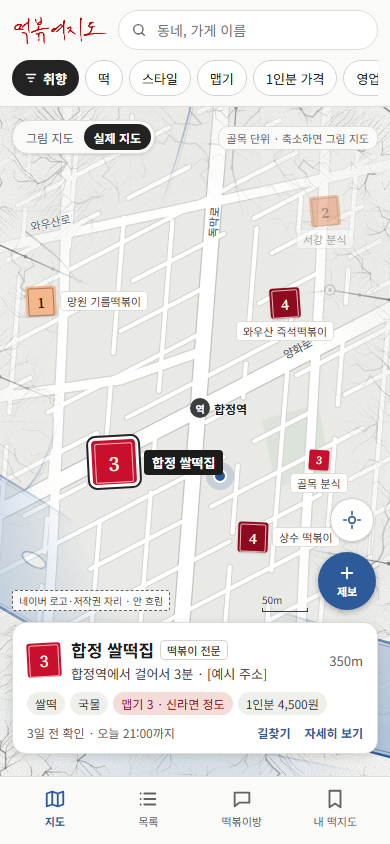 떡볶여지도
동네, 가게 이름
취향
떡
스타일
맵기
1인분 가격
영업
그림 지도
실제 지도
골목 단위 · 축소하면 그림 지도
와우산로
독막로
2
서강 분식
1
망원 기름떡볶이
4
와우산 즉석떡볶이
양화로
역
합정역
3
합정 쌀떡집
3
골목 분식
4
상수 떡볶이
제보
네이버 로고·저작권 자리 · 안 흐림
50m
3
합정 쌀떡집
떡볶이 전문
350m
합정역에서 걸어서 3분 · [예시 주소]
쌀떡
국물
맵기 3 · 신라면 정도
1인분 4,500원
3일 전 확인 · 오늘 21:00까지
길찾기
자세히 보기
지도
목록
떡볶이방
내 떡지도